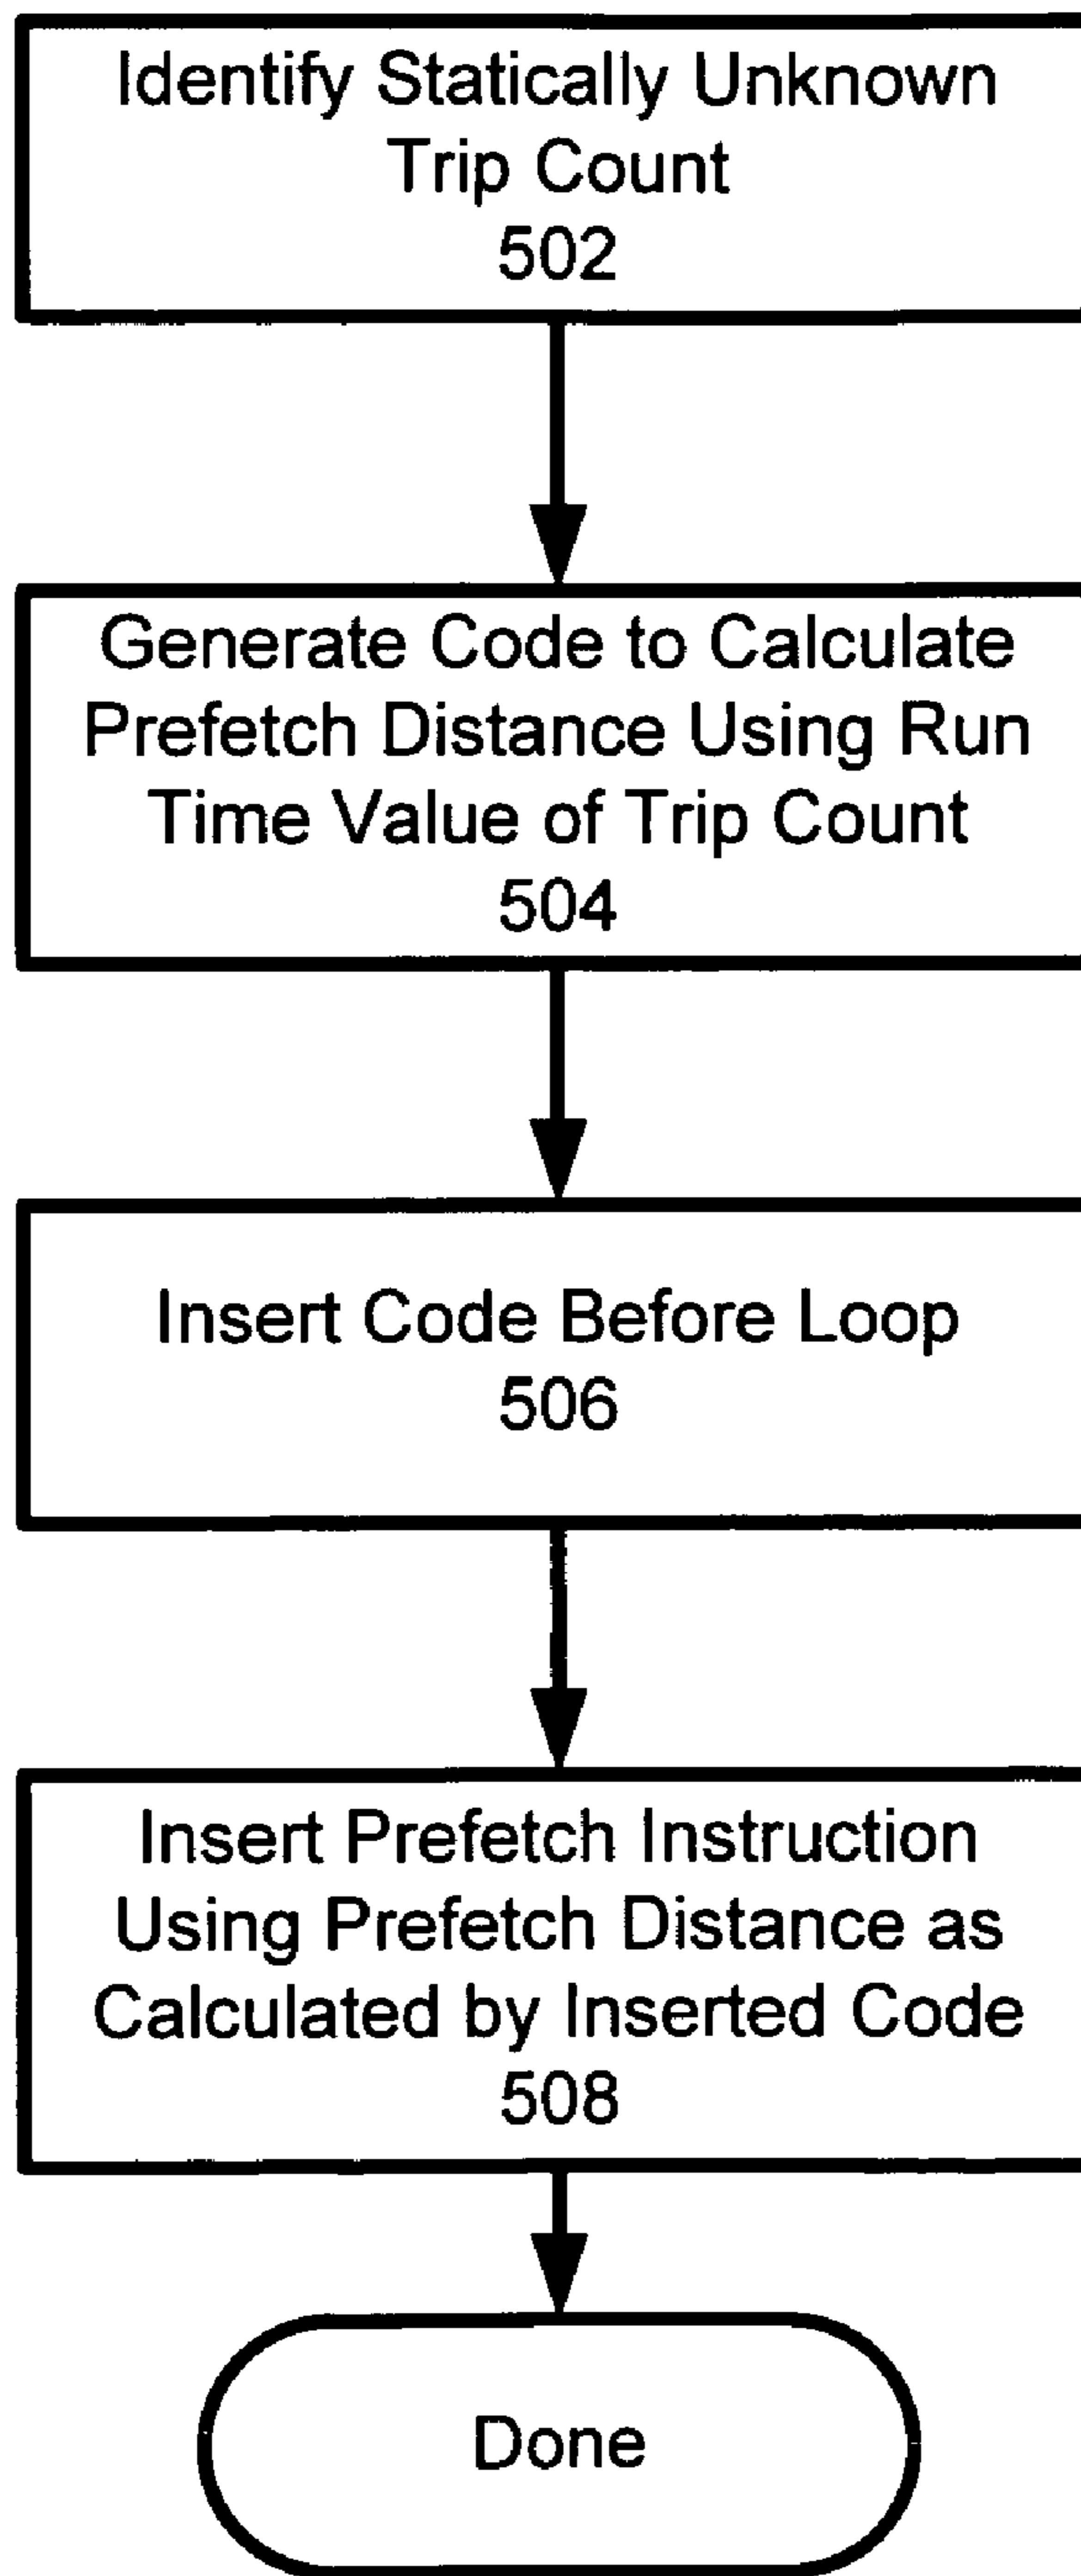 Identify Statically Unknown
Trip Count
502
Generate Code to Calculate
Prefetch Distance Using Run
Time Value of Trip Count
504
Insert Code Before Loop
506
Insert Prefetch Instruction
Using Prefetch Distance as
Calculated by Inserted Code
508
Done